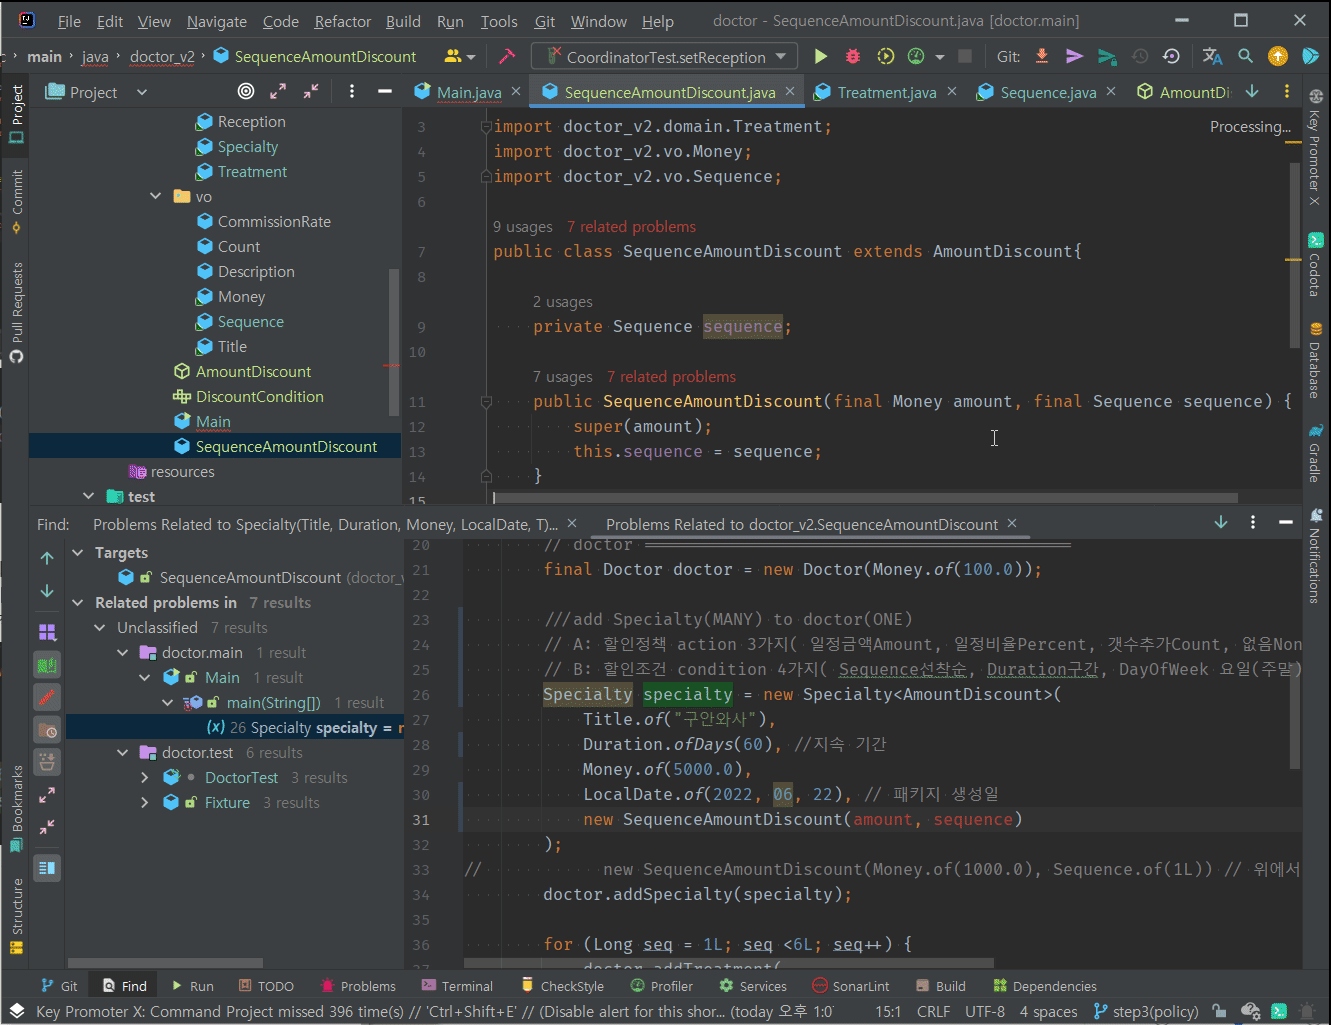 File Edit View Navigate Code Refactor Build Run Tools Git Window Help doctor - SequenceAmountDiscount.java [doctor.main]
main java doctor_v2 SequenceAmountDiscount CoordinatorTest.setReception Git:
Project Main.java SequenceAmountDiscount.java Treatment.java Sequence.java AmountDi
Project
Commit
Pull Requests
Bookmarks
Structure
Reception
Specialty
Treatment
vo
CommissionRate
Count
Description
Money
Sequence
Title
AmountDiscount
DiscountCondition
Main
SequenceAmountDiscount
resources
test
Processing...
3 import doctor_v2.domain.Treatment;
4 import doctor_v2.vo.Money;
5 import doctor_v2.vo.Sequence;
6
9 usages 7 related problems
7 public class SequenceAmountDiscount extends AmountDiscount{
8
2 usages
9 private Sequence sequence;
10
7 usages 7 related problems
11 public SequenceAmountDiscount(final Money amount, final Sequence sequence) {
12 super(amount);
13 this.sequence = sequence;
14 }
15
Key Promoter X
Codota
Database
Gradle
Notifications
Find: Problems Related to Specialty(Title, Duration, Money, LocalDate, T)... Problems Related to doctor_v2.SequenceAmountDiscount
Targets
SequenceAmountDiscount (doctor_
Related problems in 7 results
Unclassified 7 results
doctor.main 1 result
Main 1 result
main(String[]) 1 result
(x) 26 Specialty specialty =
doctor.test 6 results
DoctorTest 3 results
Fixture 3 results
20 // doctor
21 final Doctor doctor = new Doctor(Money.of(100.0));
22
23 ///add Specialty(MANY) to doctor(ONE)
24 // A: 할인정책 action 3가지( 일정금액Amount, 일정비율Percent, 갯수추가Count, 없음Non
25 // B: 할인조건 condition 4가지( Sequence선착순, Duration구간, DayOfWeek 요일(주말)
26 Specialty specialty = new Specialty<AmountDiscount>(
27 Title.of("구안와사"),
28 Duration.ofDays(60), //지속 기간
29 Money.of(5000.0),
30 LocalDate.of(2022, 06, 22), // 패키지 생성일
31 new SequenceAmountDiscount(amount, sequence)
32 );
33 // new SequenceAmountDiscount(Money.of(1000.0), Sequence.of(1L)) // 위에서
34 doctor.addSpecialty(specialty);
35
36 for (Long seq = 1L; seq <6L; seq++) {
37 doctor.addTreatment(
Git Find Run TODO Problems Terminal CheckStyle Profiler Services SonarLint Build Dependencies
Key Promoter X: Command Project missed 396 time(s) // 'Ctrl+Shift+E' // (Disable alert for this shor... (today 오후 1:0 15:1 CRLF UTF-8 4 spaces step3(policy)